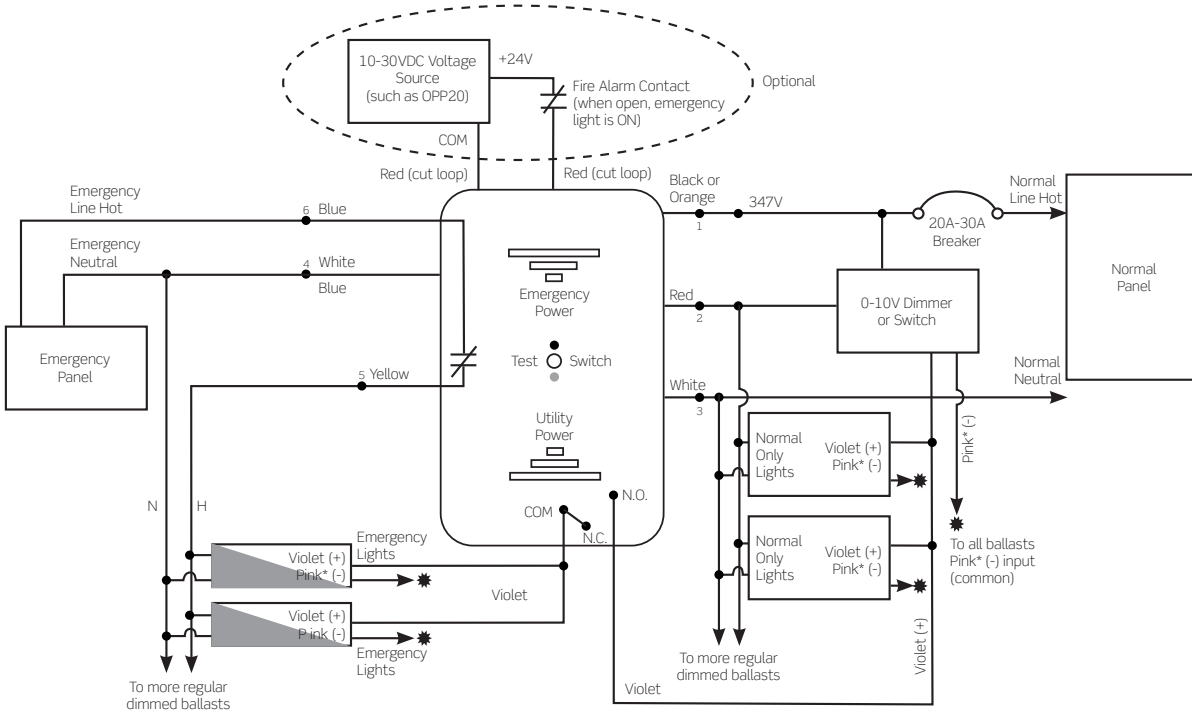 10-30VDC Voltage
Source
(such as OPP20)
+24V
Fire Alarm Contact
(when open, emergency
light is ON)
Optional
COM
Red (cut loop)
Red (cut loop)
Emergency
Line Hot
6 Blue
Emergency
Neutral
4 White
Blue
Emergency
Panel
5 Yellow
Emergency
Power
Test
Switch
Utility
Power
N.O.
COM
N.C.
Black or
Orange
1
347V
20A-30A
Breaker
Normal
Line Hot
Normal
Panel
Red
2
0-10V Dimmer
or Switch
Normal
Neutral
White
3
Normal
Only
Lights
Violet (+)
Pink* (-)
Pink* (-)
Normal
Only
Lights
Violet (+)
Pink* (-)
To all ballasts
Pink* (-) input
(common)
Violet (+)
To more regular
dimmed ballasts
Violet
N
H
Emergency
Lights
Violet (+)
Pink* (-)
Violet
Violet (+)
P ink (-)
Emergency
Lights
To more regular
dimmed ballasts